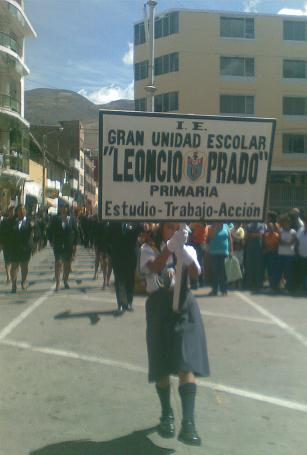 I. E.
GRAN UNIDAD ESCOLAR
"LEONCIO PRADO"
PRIMARIA
Estudio-Trabajo-Acción